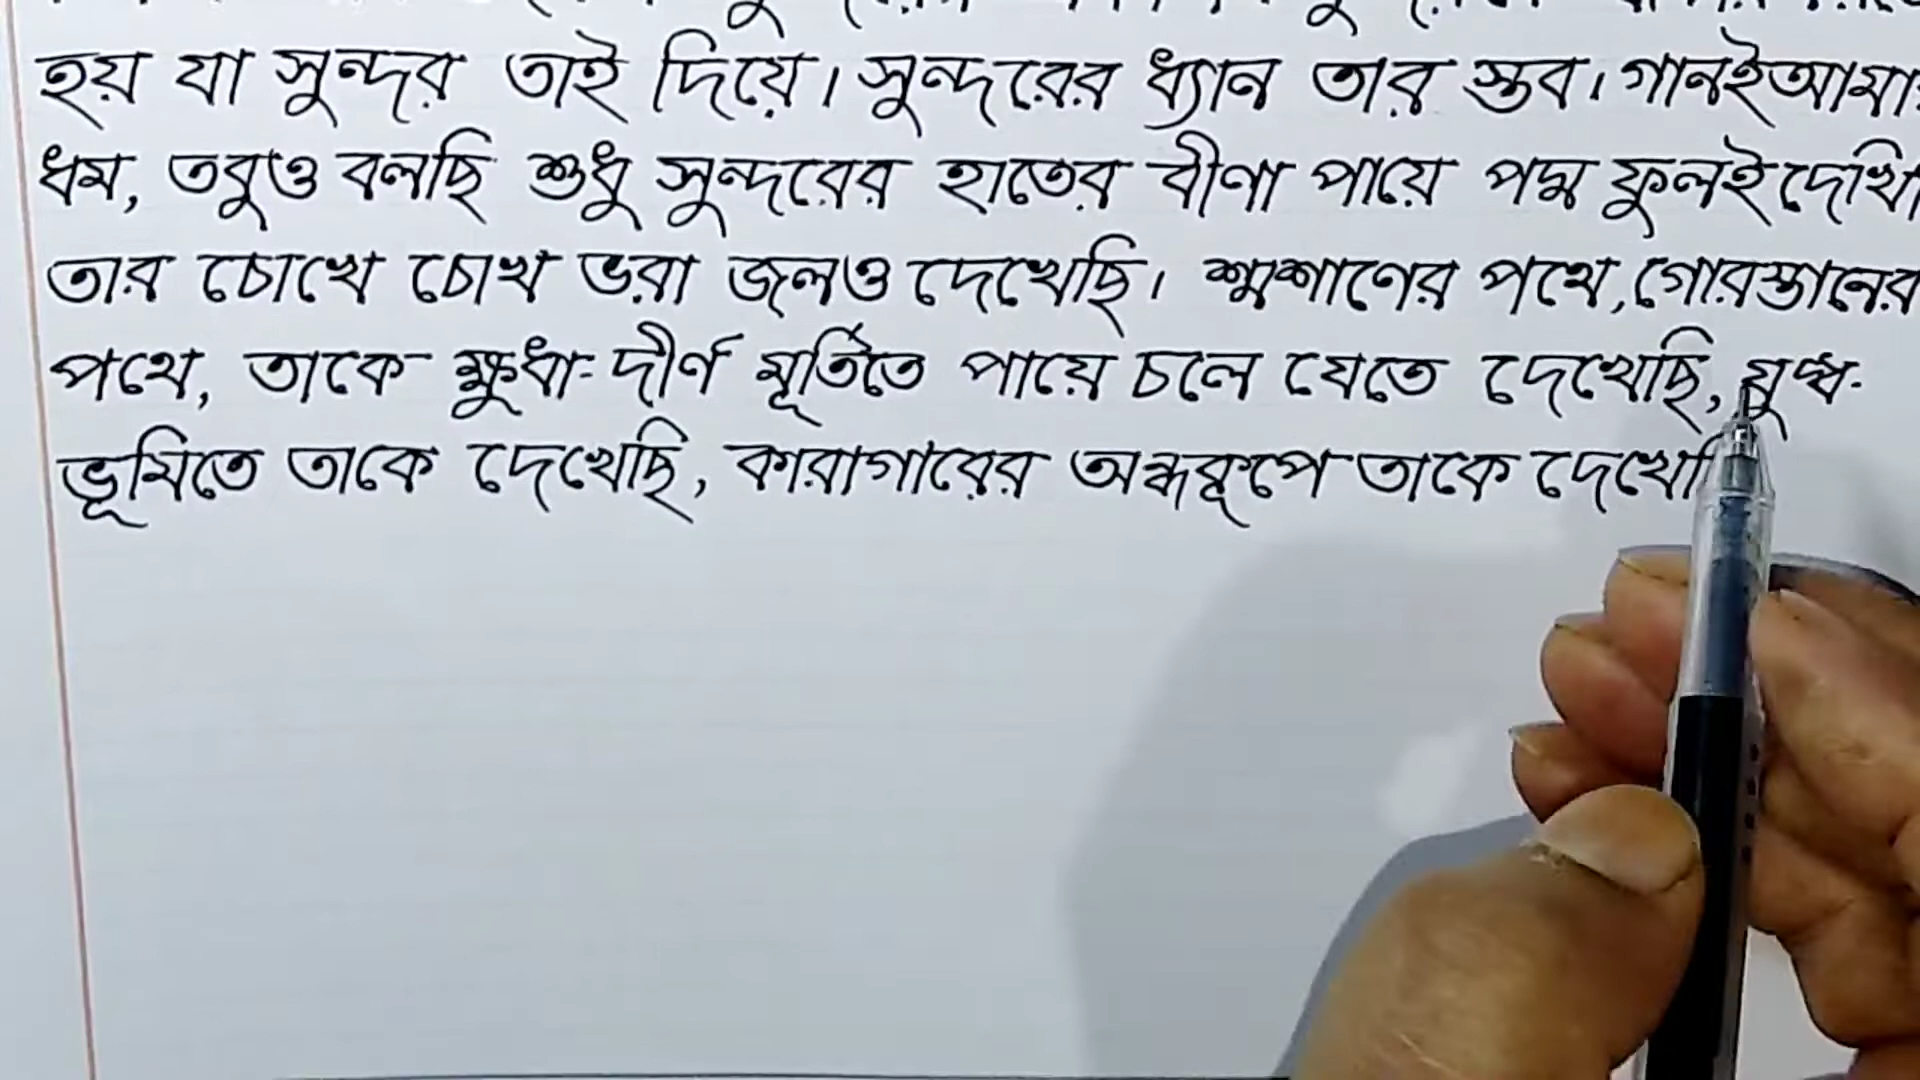 হয় যা সুন্দর তাই দিয়ে। সুন্দরের ধ্যান তার স্তব। গানই আমা
ধম, তবুও বলছি শুধু সুন্দরের হাতের বীণা পায়ে পদ্ম ফুলই দেখি
তার চোখে চোখ ভরা জলও দেখেছি। শ্মশাণের পথে, গোরস্তানের
পথে, তাকে ক্ষুধা-দীর্ণ মূর্তিতে পায়ে চলে যেতে দেখেছি, যুদ্ধ-
ভূমিতে তাকে দেখেছি, কারাগারের অন্ধকূপে তাকে দেখে